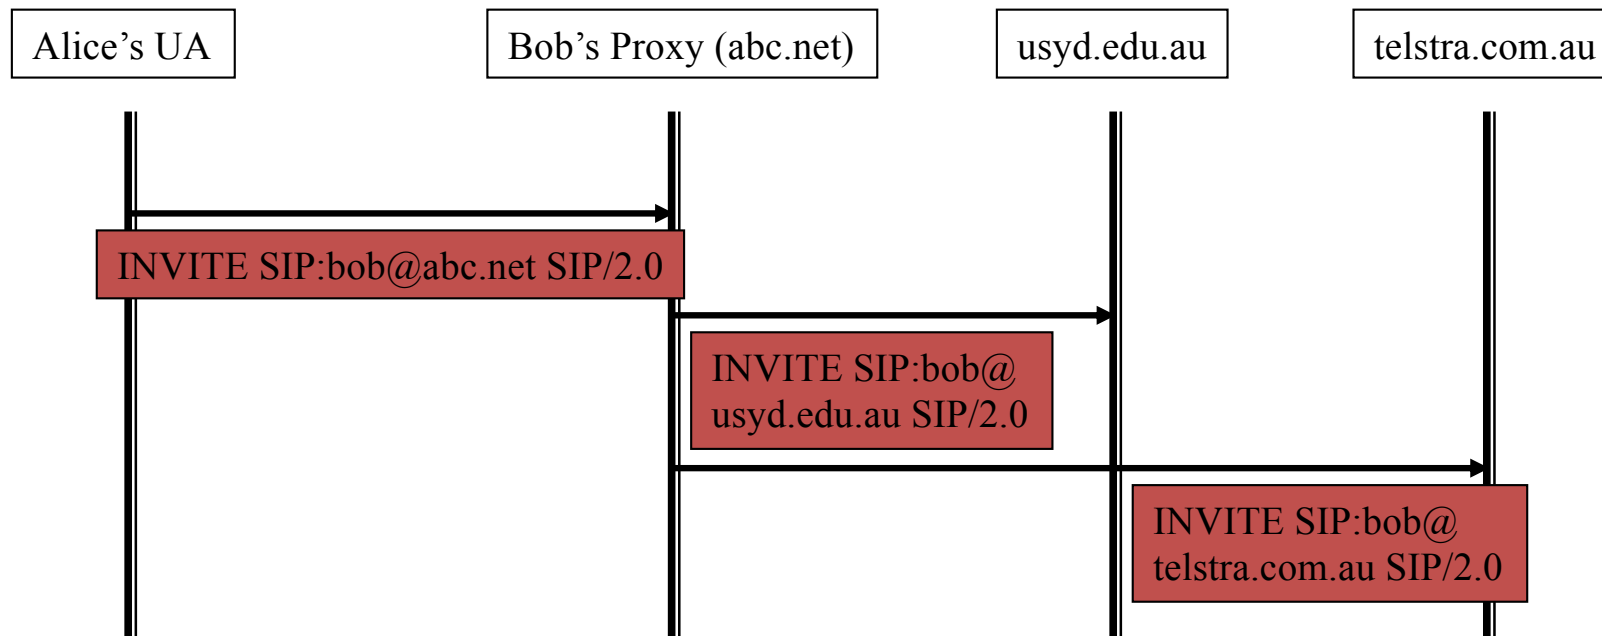 Alice’s UA
Bob’s Proxy (abc.net)
usyd.edu.au
telstra.com.au
INVITE SIP:bob@abc.net SIP/2.0
INVITE SIP:bob@
usyd.edu.au SIP/2.0
INVITE SIP:bob@
telstra.com.au SIP/2.0